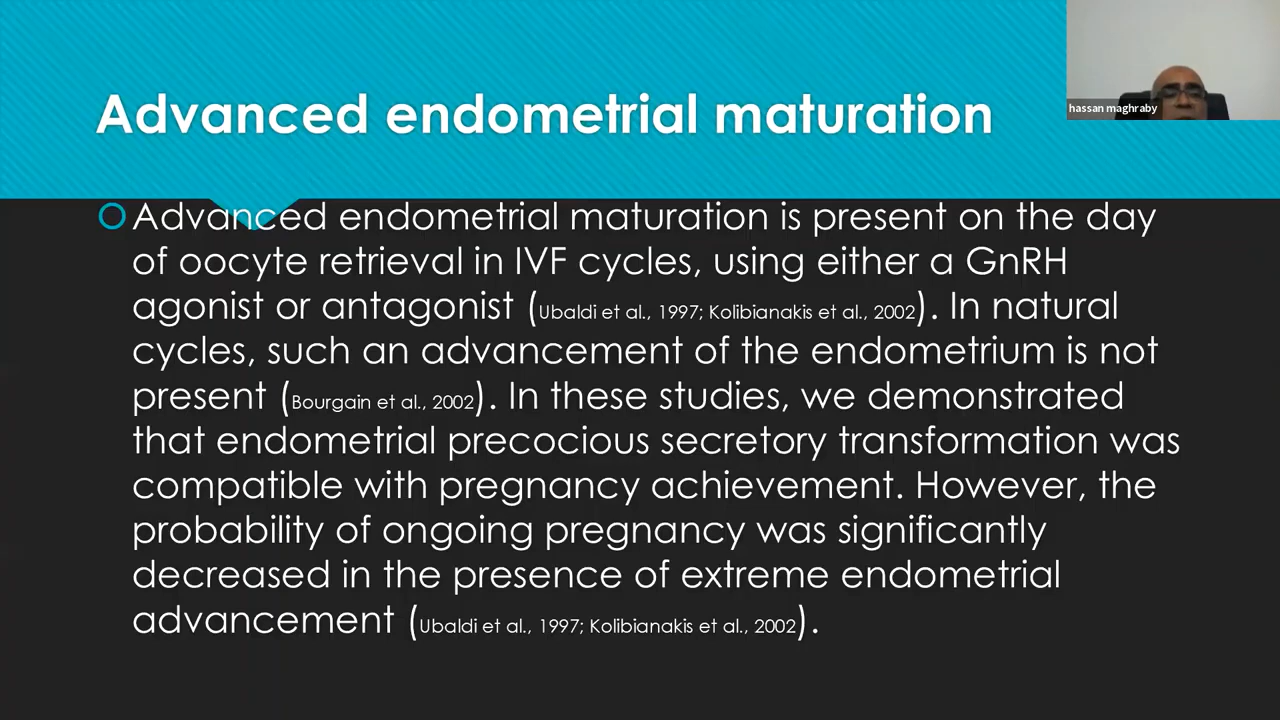 hassan maghraby
Advanced endometrial maturation
Advanced endometrial maturation is present on the day
of oocyte retrieval in IVF cycles, using either a GnRH
agonist or antagonist (Ubaldi et al., 1997; Kolibianakis et al., 2002). In natural
cycles, such an advancement of the endometrium is not
present (Bourgain et al., 2002). In these studies, we demonstrated
that endometrial precocious secretory transformation was
compatible with pregnancy achievement. However, the
probability of ongoing pregnancy was significantly
decreased in the presence of extreme endometrial
advancement (Ubaldi et al., 1997; Kolibianakis et al., 2002).